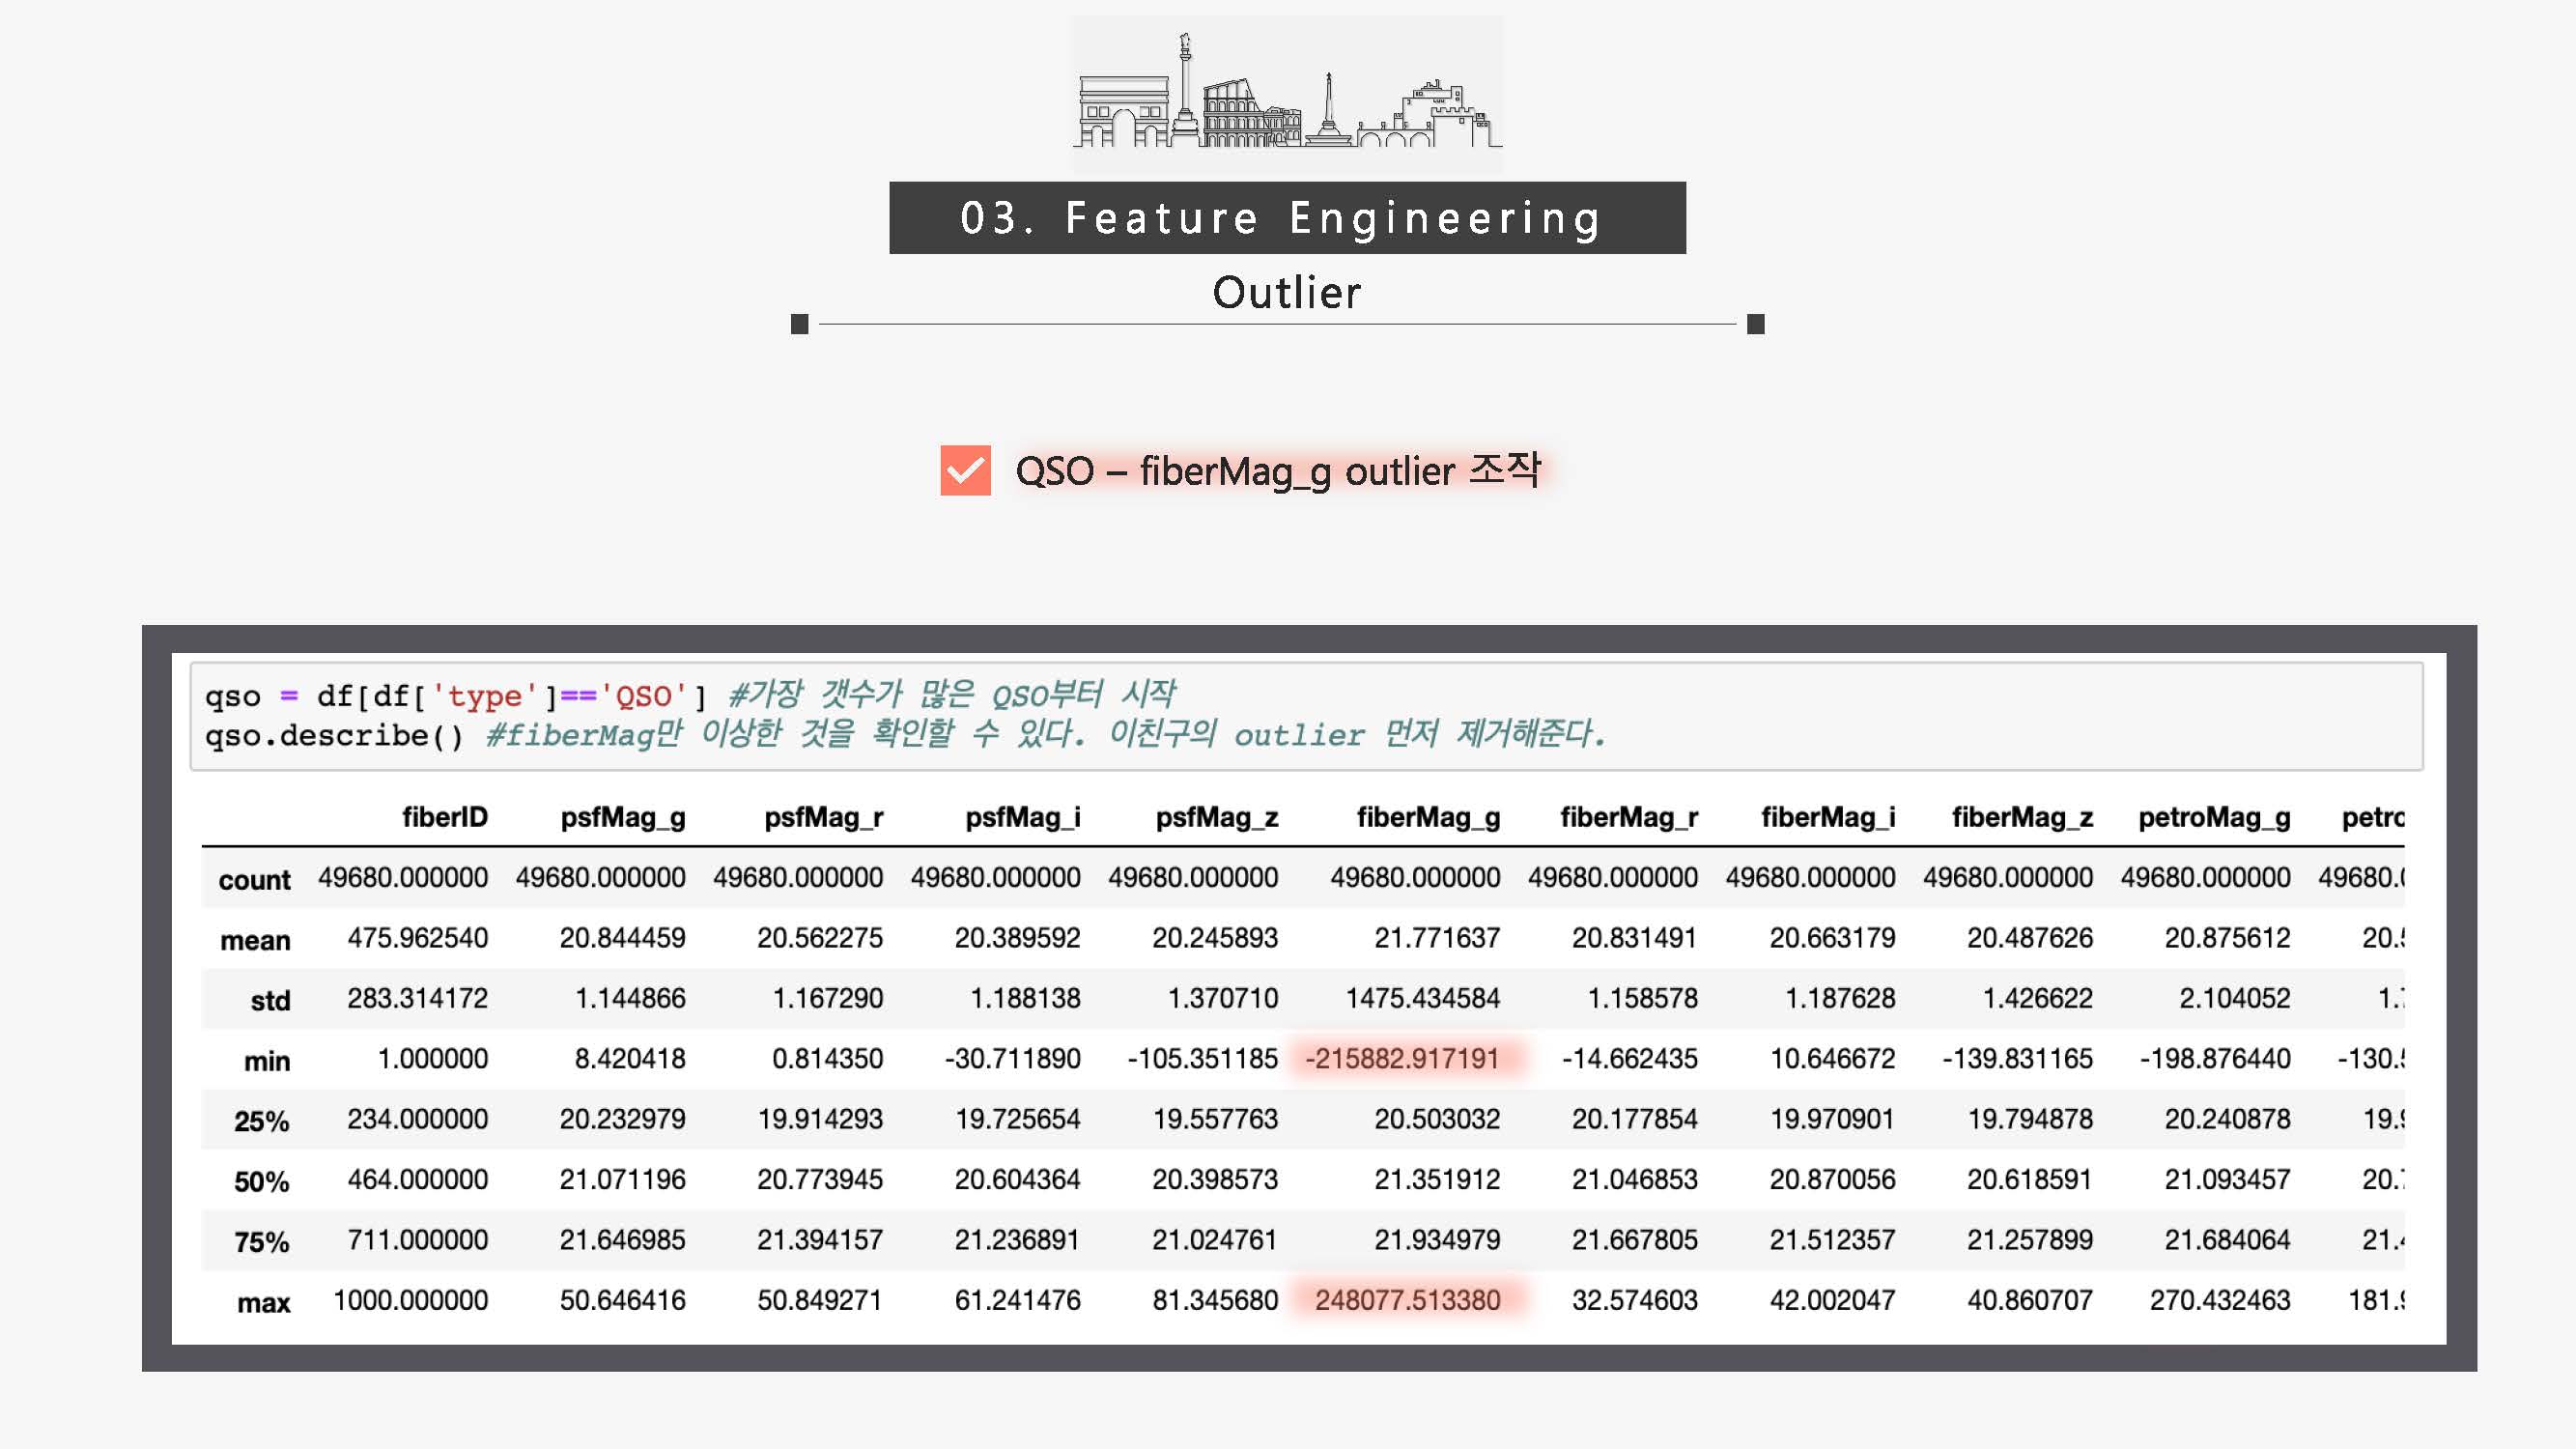 03. Feature Engineering
Outlier
QSO – fiberMag_g outlier 조작
qso = df[df['type']=='QSO'] #가장 갯수가 많은 QSO부터 시작
qso.describe() #fiberMag만 이상한 것을 확인할 수 있다. 이친구의 outlier 먼저 제거해준다.
fiberID psfMag_g psfMag_r psfMag_i psfMag_z fiberMag_g fiberMag_r fiberMag_i fiberMag_z petroMag_g petro
count 49680.000000 49680.000000 49680.000000 49680.000000 49680.000000 49680.000000 49680.000000 49680.000000 49680.000000 49680.000000 49680.
mean 475.962540 20.844459 20.562275 20.389592 20.245893 21.771637 20.831491 20.663179 20.487626 20.875612 20.5
std 283.314172 1.144866 1.167290 1.188138 1.370710 1475.434584 1.158578 1.187628 1.426622 2.104052 1.
min 1.000000 8.420418 0.814350 -30.711890 -105.351185 -215882.917191 -14.662435 10.646672 -139.831165 -198.876440 -130.5
25% 234.000000 20.232979 19.914293 19.725654 19.557763 20.503032 20.177854 19.970901 19.794878 20.240878 19.9
50% 464.000000 21.071196 20.773945 20.604364 20.398573 21.351912 21.046853 20.870056 20.618591 21.093457 20.
75% 711.000000 21.646985 21.394157 21.236891 21.024761 21.934979 21.667805 21.512357 21.257899 21.684064 21.4
max 1000.000000 50.646416 50.849271 61.241476 81.345680 248077.513380 32.574603 42.002047 40.860707 270.432463 181.9